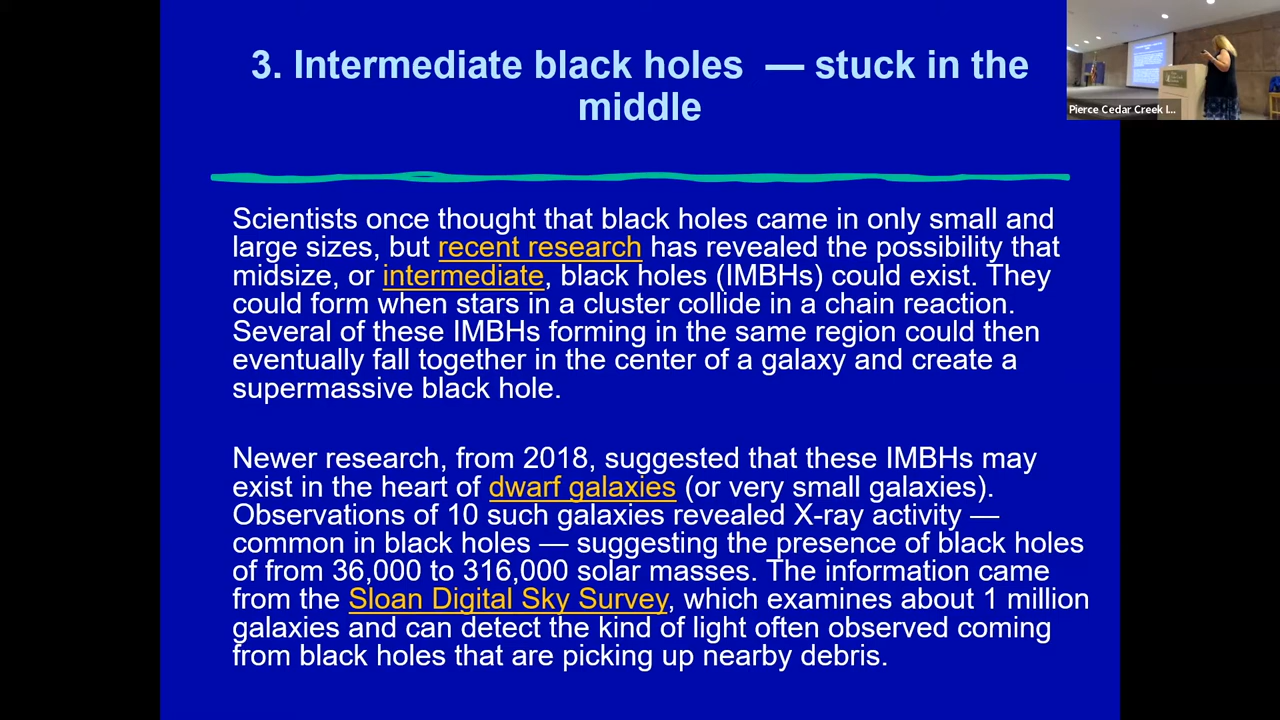 3. Intermediate black holes — stuck in the
middle
Pierce Cedar Creek I...
Scientists once thought that black holes came in only small and
large sizes, but recent research has revealed the possibility that
midsize, or intermediate, black holes (IMBHs) could exist. They
could form when stars in a cluster collide in a chain reaction.
Several of these IMBHs forming in the same region could then
eventually fall together in the center of a galaxy and create a
supermassive black hole.
Newer research, from 2018, suggested that these IMBHs may
exist in the heart of dwarf galaxies (or very small galaxies).
Observations of 10 such galaxies revealed X-ray activity —
common in black holes — suggesting the presence of black holes
of from 36,000 to 316,000 solar masses. The information came
from the Sloan Digital Sky Survey, which examines about 1 million
galaxies and can detect the kind of light often observed coming
from black holes that are picking up nearby debris.